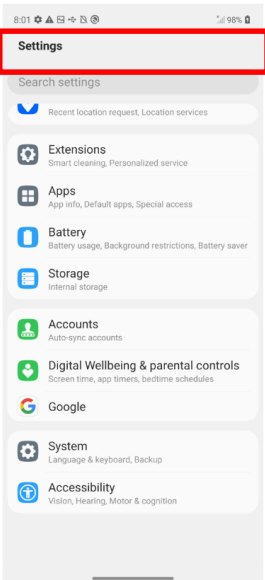 8:01
98%
Settings
Search settings
Recent location request, Location services
Extensions
Smart cleaning, Personalized service
Apps
App info, Default apps, Special access
Battery
Battery usage, Background restrictions, Battery saver
Storage
Internal storage
Accounts
Auto-sync accounts
Digital Wellbeing & parental controls
Screen time, app timers, bedtime schedules
Google
System
Language & keyboard, Backup
Accessibility
Vision, Hearing, Motor & cognition